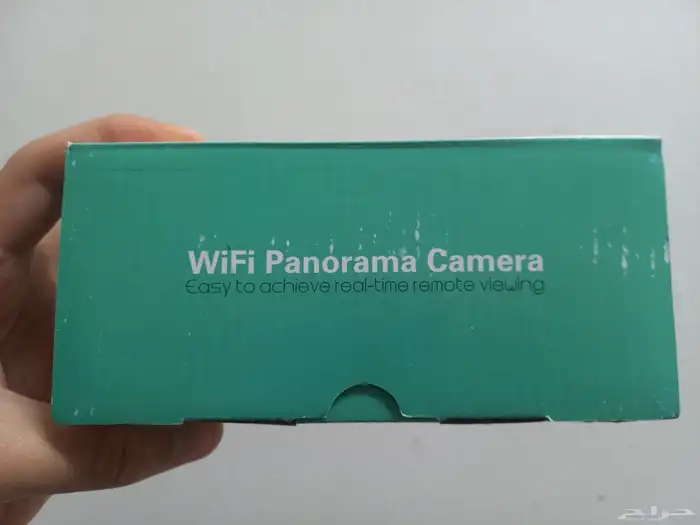 WiFi Panorama Camera
Easy to achieve real-time remote viewing
حراج